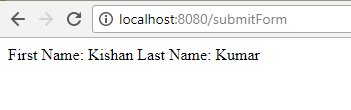 localhost:8080/submitForm
First Name: Kishan Last Name: Kumar